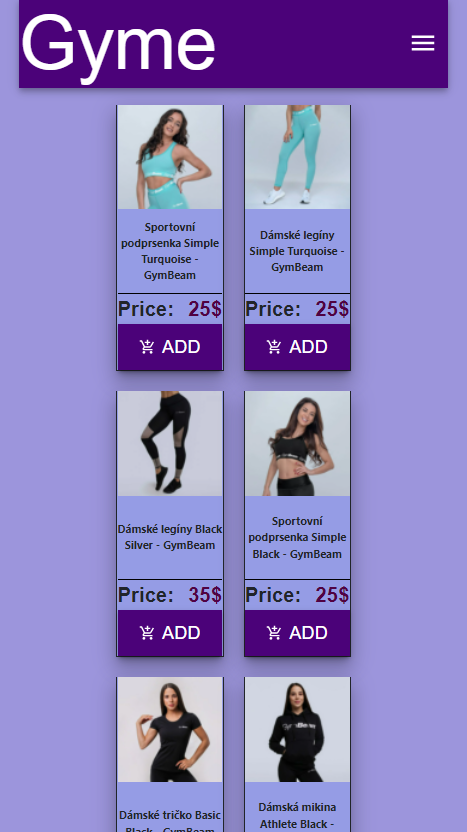 Gyme
Sportovní
podprsenka Simple
Turquoise -
GymBeam
Dámské legíny
Simple Turquoise -
GymBeam
Price: 25$
Price: 25$
ADD
ADD
Dámské legíny Black
Silver - GymBeam
Sportovní
podprsenka Simple
Black - GymBeam
Price: 35$
Price: 25$
ADD
ADD
Dámské tričko Basic
Black - GymBeam
Dámská mikina
Athlete Black -